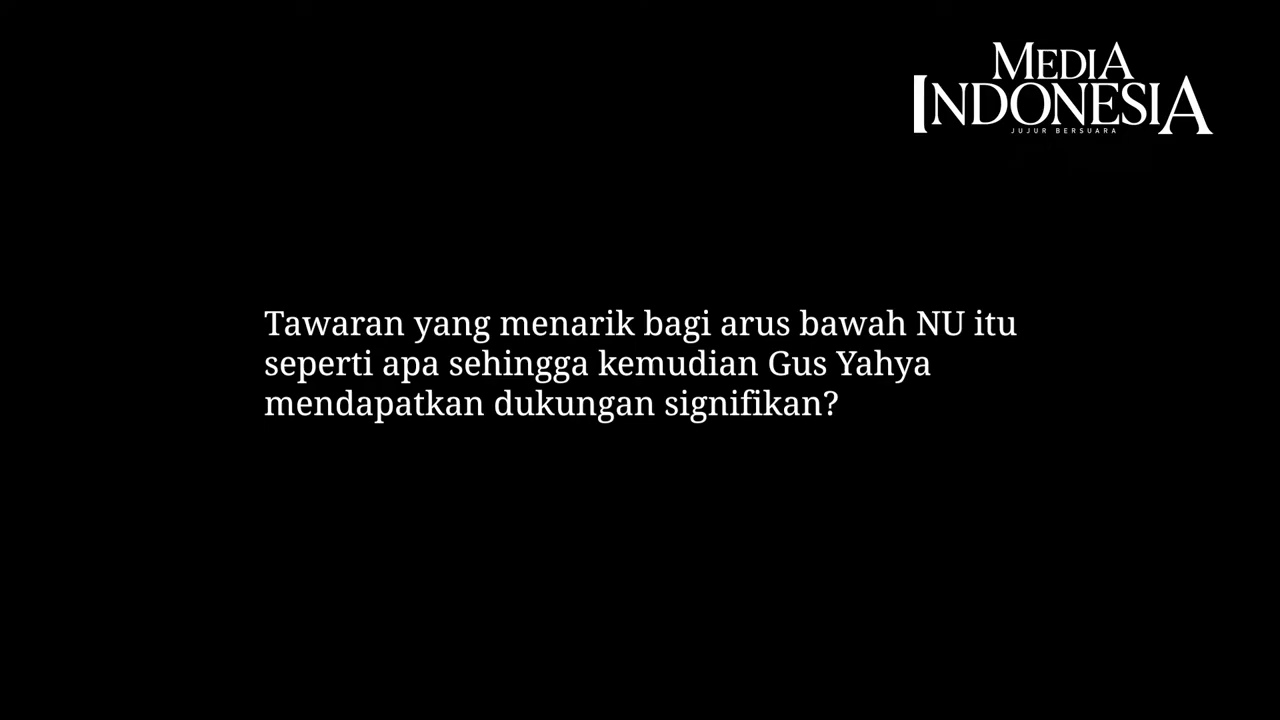 MEDIA
INDONESIA
JUJUR BERSUARA
Tawaran yang menarik bagi arus bawah NU itu
seperti apa sehingga kemudian Gus Yahya
mendapatkan dukungan signifikan?